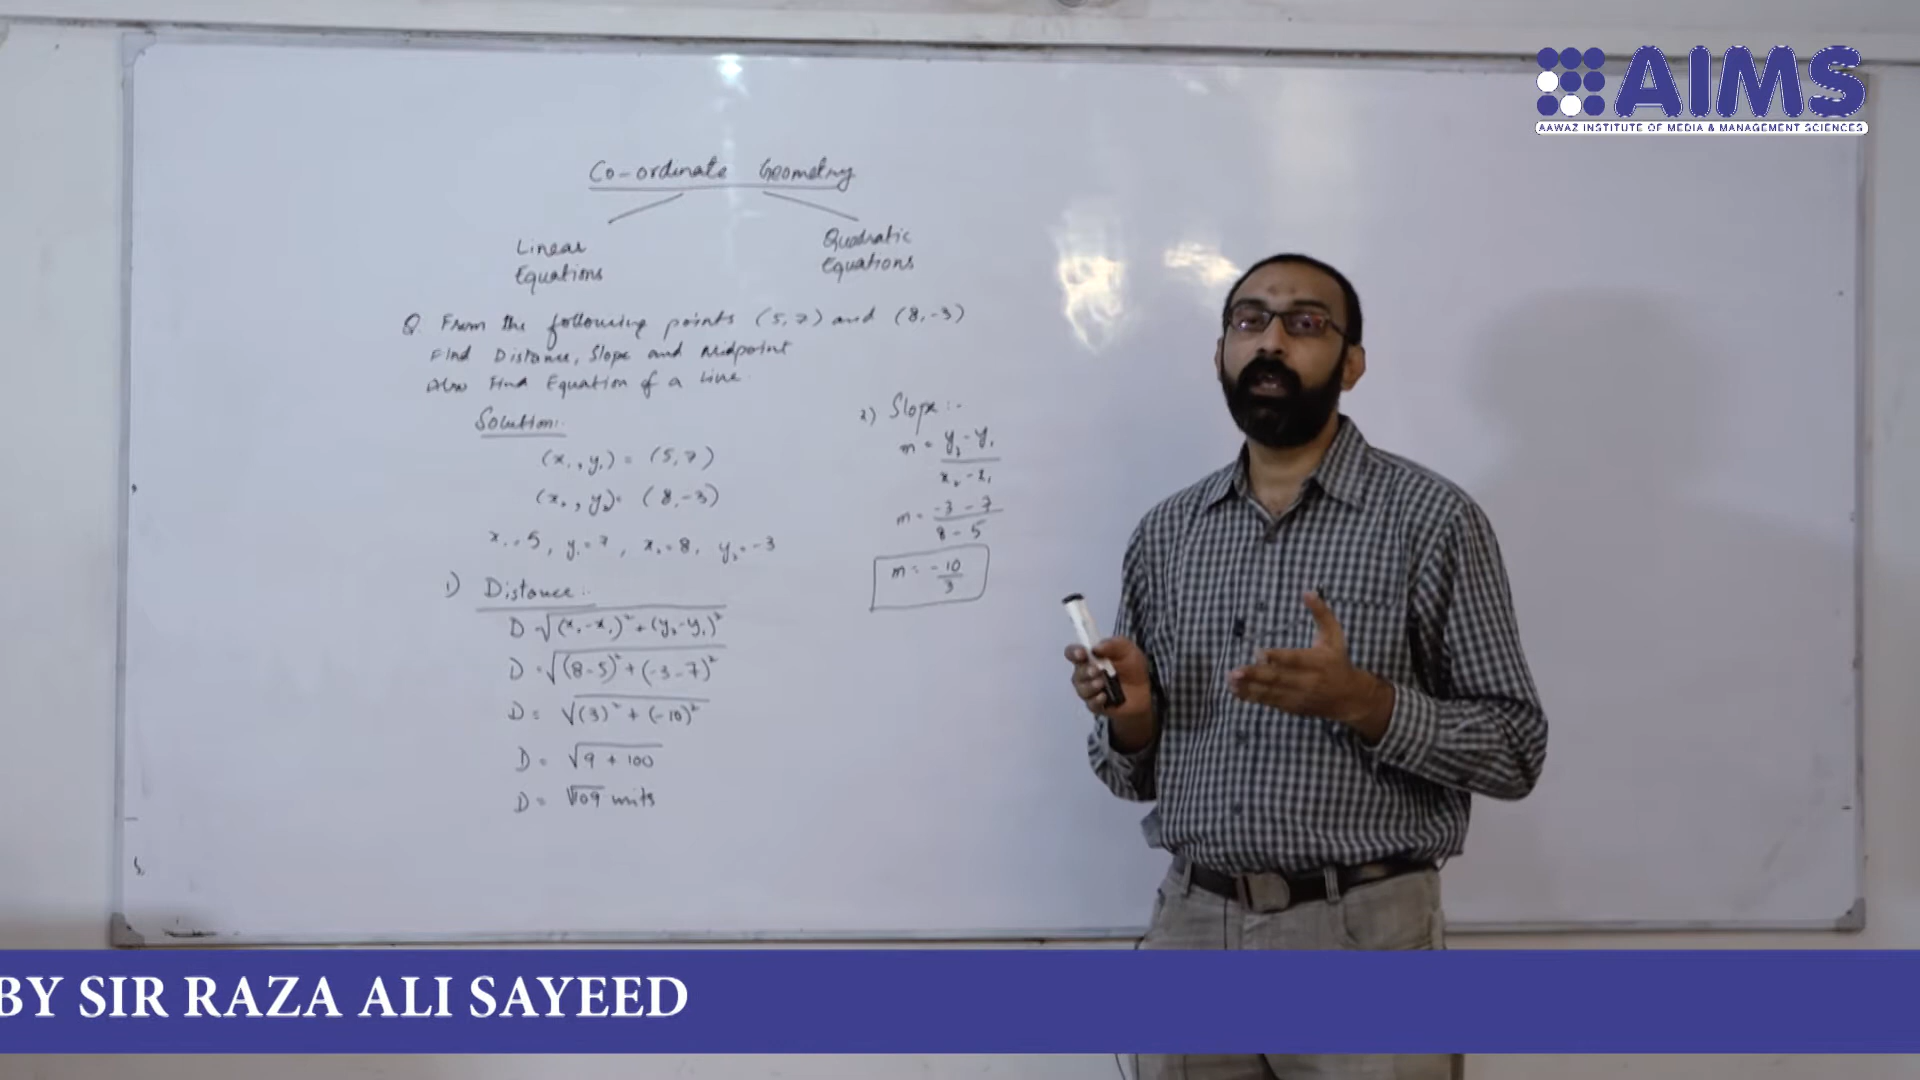 AIMS
AAWAZ INSTITUTE OF MEDIA & MANAGEMENT SCIENCES
Co-ordinate Geometry
Linear Equations
Quadratic Equations
Q. From the following points (5,7) and (8,-3)
Find Distance, Slope and Midpoint
Also Find Equation of a Line.
Solution:-
(x₁, y₁) = (5,7)
(x₂, y₂) = (8,-3)
x₁=5, y₁=7, x₂=8, y₂=-3
1) Distance:-
D=√(x₂-x₁)²+(y₂-y₁)²
D=√(8-5)²+(-3-7)²
D= √(3)²+(-10)²
D= √9+100
D= √109 units
2) Slope:-
m = y₂-y₁
x₂-x₁
m= -3-7
8-5
m= -10
3
BY SIR RAZA ALI SAYEED